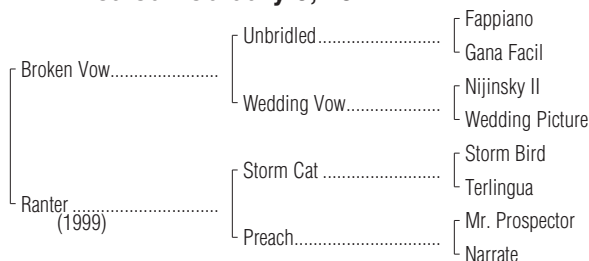 Fappiano
Unbridled
Gana Facil
Broken Vow
Nijinsky II
Wedding Vow
Wedding Picture
Storm Bird
Storm Cat
Terlingua
Ranter
(1999)
Mr. Prospector
Preach
Narrate